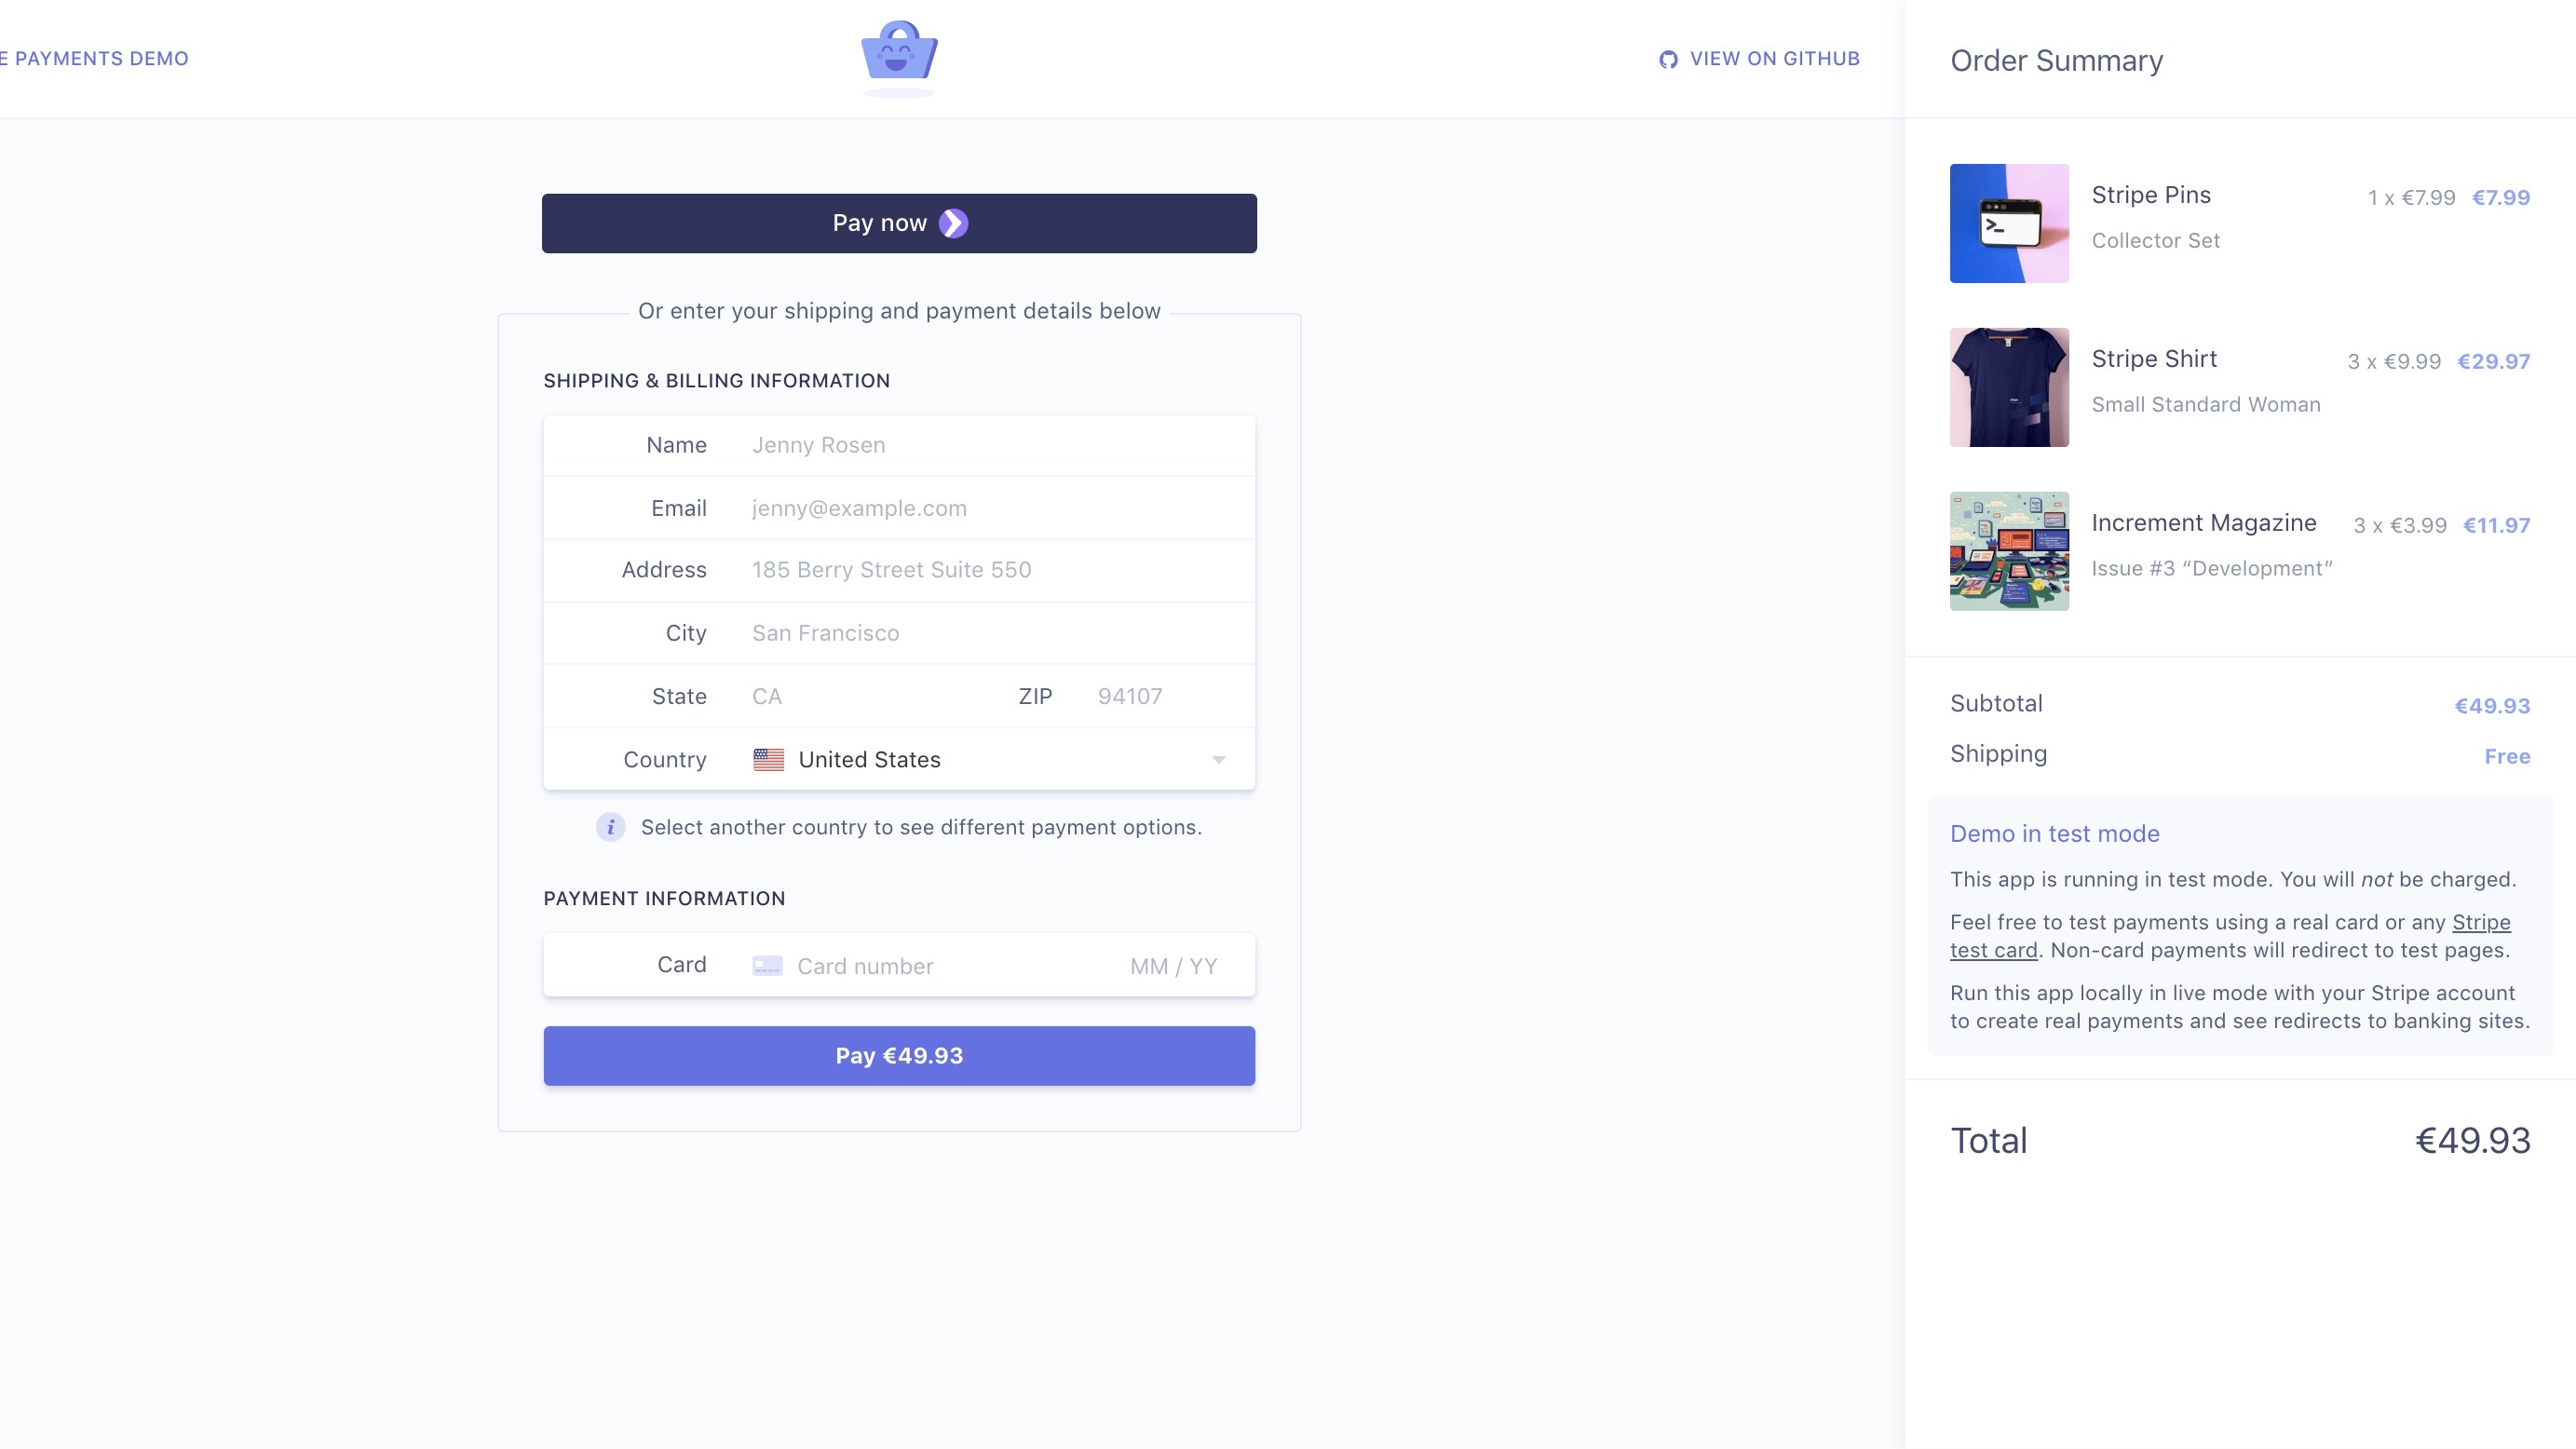 E PAYMENTS DEMO
VIEW ON GITHUB
Pay now
Or enter your shipping and payment details below
SHIPPING & BILLING INFORMATION
Name Jenny Rosen
Email jenny@example.com
Address 185 Berry Street Suite 550
City San Francisco
State CA ZIP 94107
Country United States
Select another country to see different payment options.
PAYMENT INFORMATION
Card Card number MM / YY
Pay €49.93
Order Summary
Stripe Pins 1 x €7.99 €7.99
Collector Set
Stripe Shirt 3 x €9.99 €29.97
Small Standard Woman
Increment Magazine 3 x €3.99 €11.97
Issue #3 “Development”
Subtotal €49.93
Shipping Free
Demo in test mode
This app is running in test mode. You will not be charged.
Feel free to test payments using a real card or any Stripe
test card. Non-card payments will redirect to test pages.
Run this app locally in live mode with your Stripe account
to create real payments and see redirects to banking sites.
Total €49.93